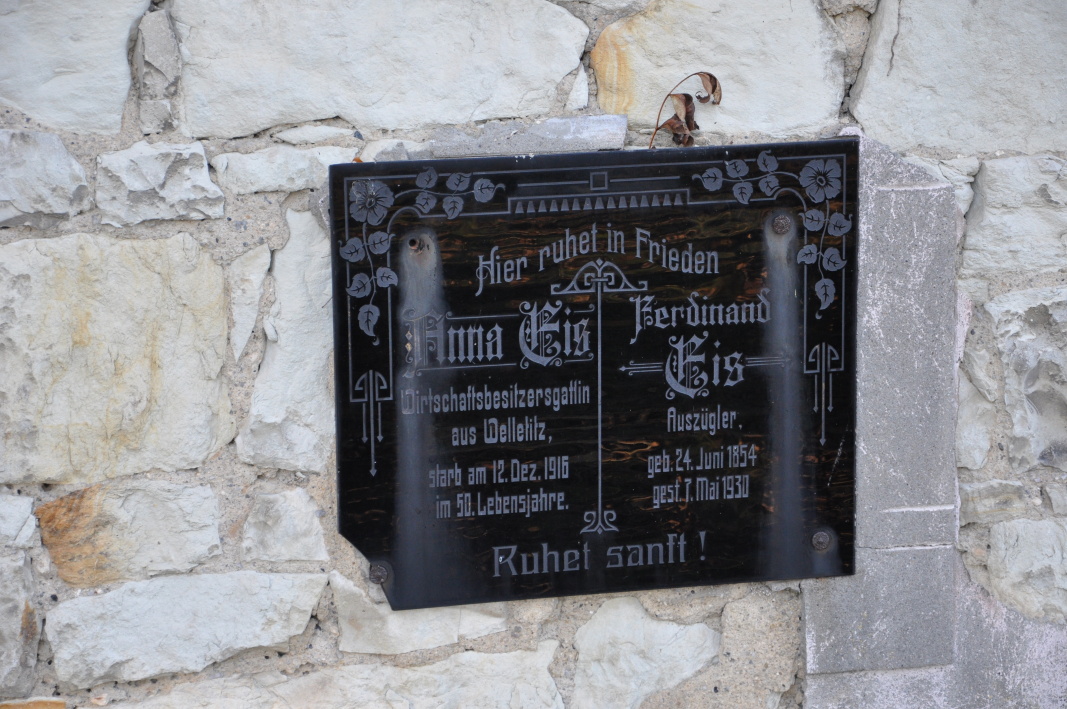 Hier ruhet in Frieden
Anna Eis
Wirtschaftsbesitzersgattin
aus Welletitz,
starb am 12. Dez. 1916
im 50. Lebensjahre.
Ferdinand
Eis
Auszügler.
geb. 24. Juni 1854
gest. 7. Mai 1930
Ruhet sanft!